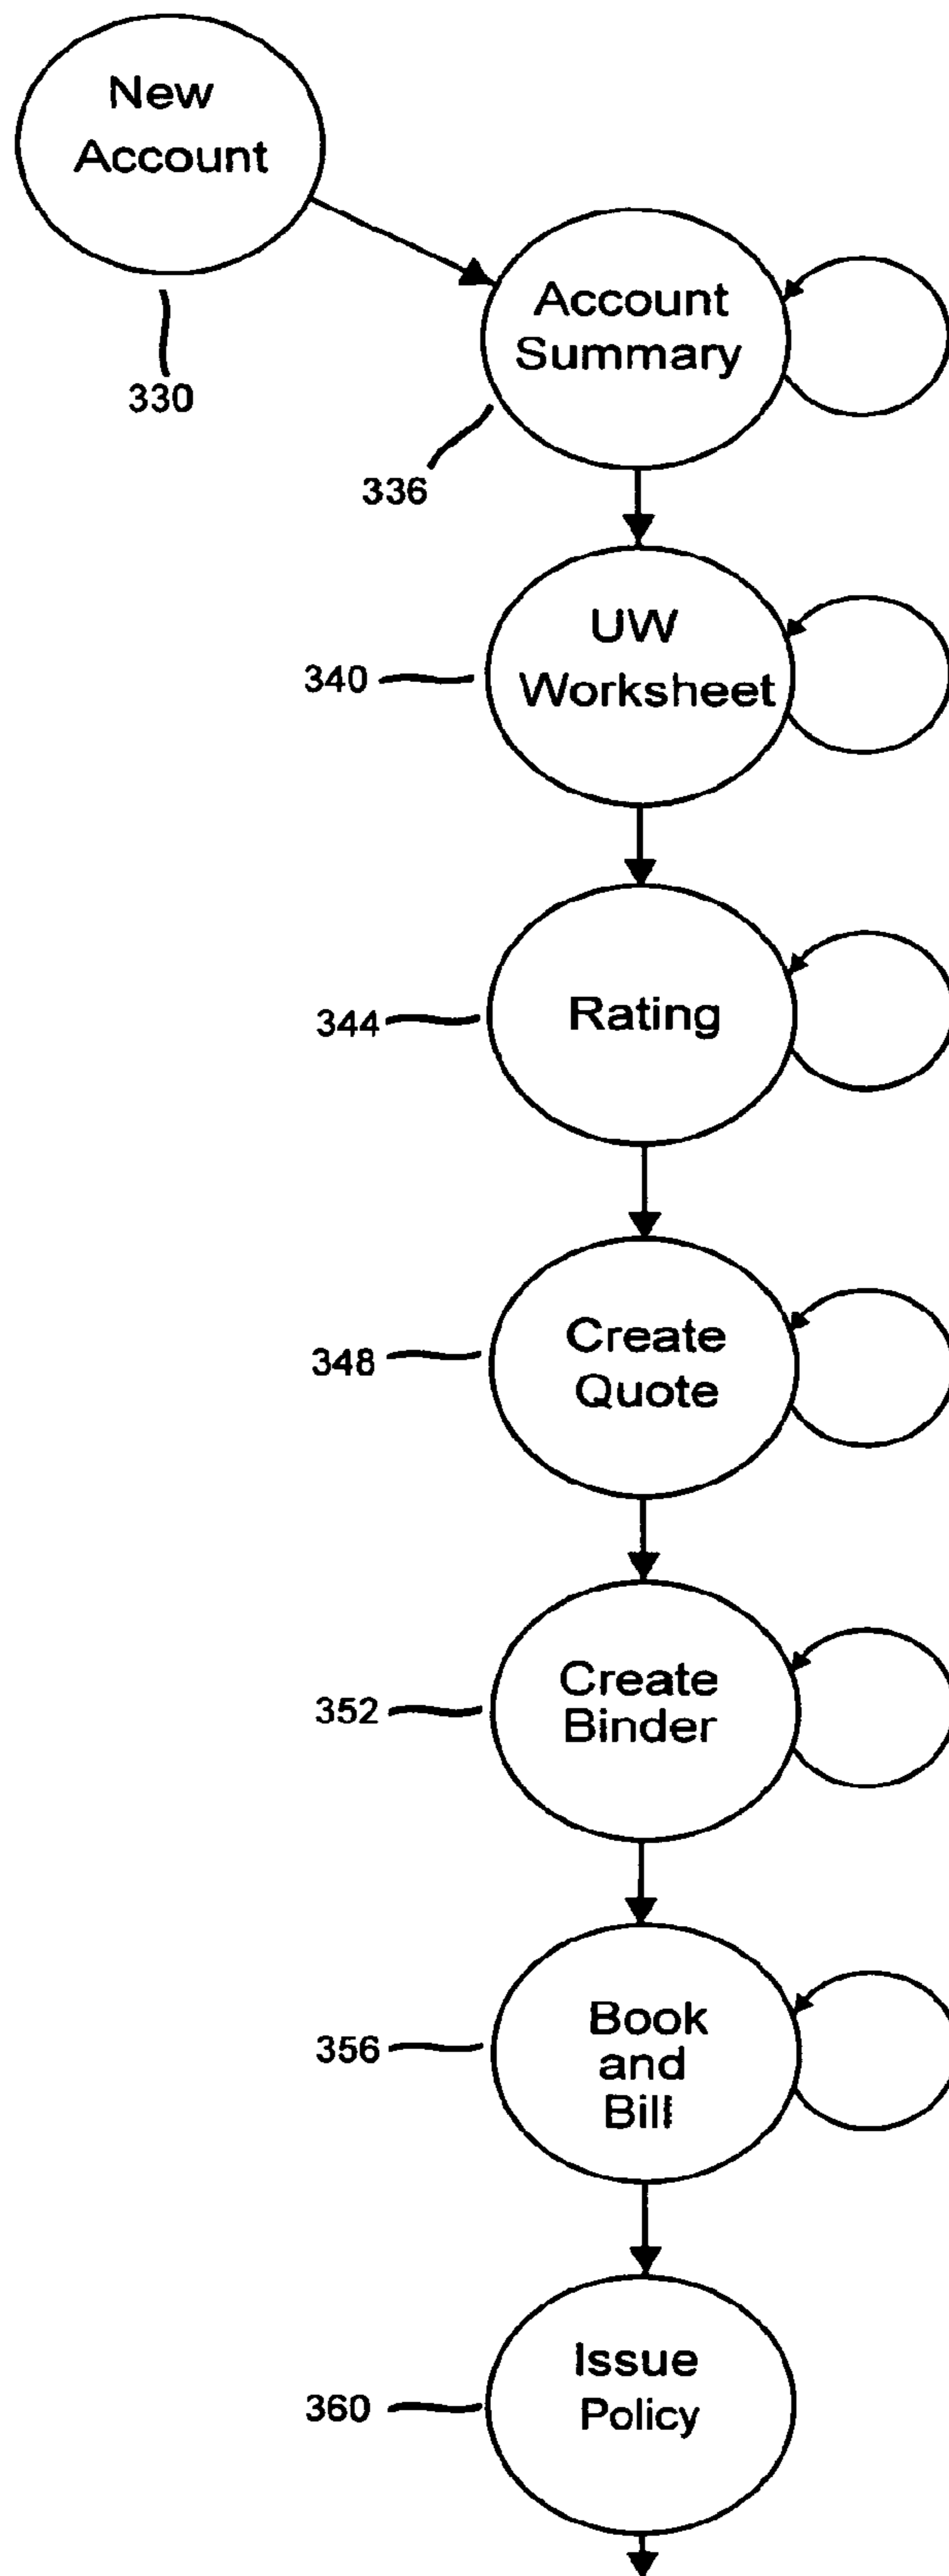 New
Account
330
Account
Summary
336
UW
Worksheet
340
Rating
344
Create
Quote
348
Create
Binder
352
Book
and
Bill
356
Issue
Policy
360